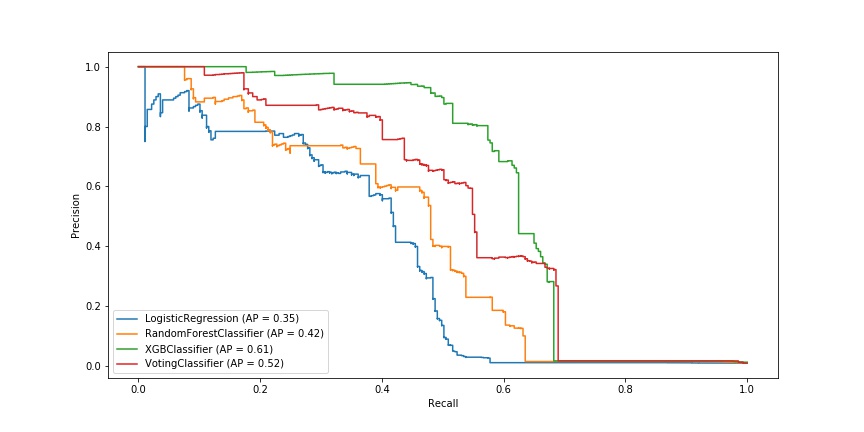 1.0
0.8
0.6
0.4
0.2
0.0
Precision
LogisticRegression (AP = 0.35)
RandomForestClassifier (AP = 0.42)
XGBClassifier (AP = 0.61)
VotingClassifier (AP = 0.52)
0.0 0.2 0.4 0.6 0.8 1.0
Recall